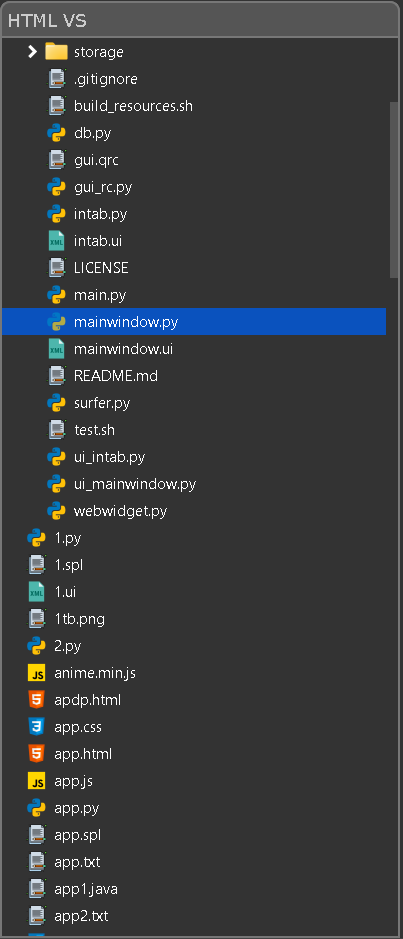 HTML VS
storage
.gitignore
build_resources.sh
db.py
gui.qrc
gui_rc.py
intab.py
XML intab.ui
LICENSE
main.py
mainwindow.py
XML mainwindow.ui
README.md
surfer.py
test.sh
ui_intab.py
ui_mainwindow.py
webwidget.py
1.py
1.spl
XML 1.ui
1tb.png
2.py
JS anime.min.js
5 apdp.html
3 app.css
5 app.html
JS app.js
app.py
app.spl
app.txt
app1.java
app2.txt